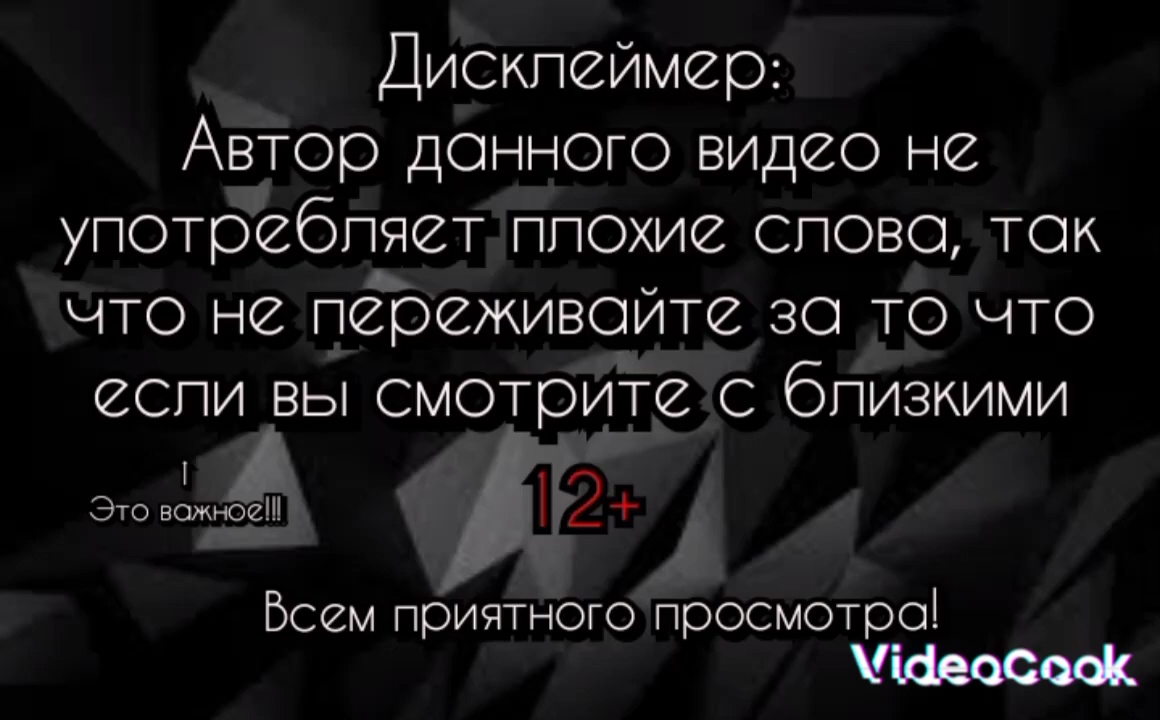 Дисклеймер:
Автор данного видео не
употребляет плохие слова, так
что не переживайте за то что
если вы смотрите с близкими
↑
Это важное!!!
12+
Всем приятного просмотра!
VideoCook